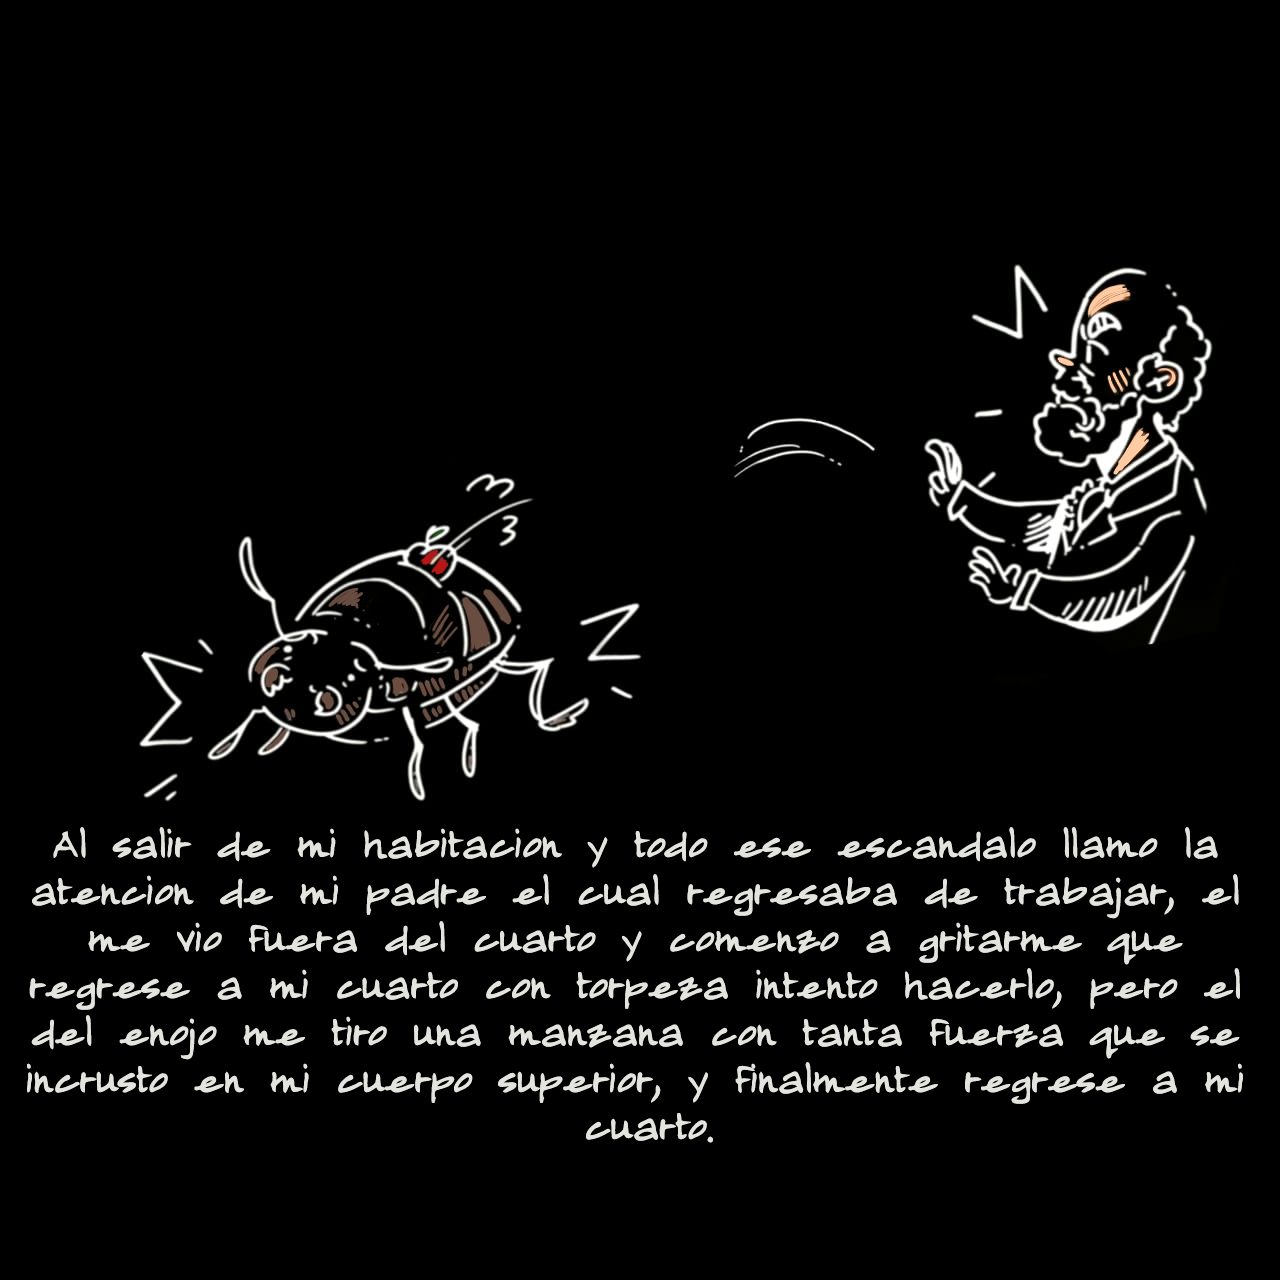 Al salir de mi habitacion y todo ese escandalo llamo la
atencion de mi padre el cual regresaba de trabajar, el
me vio fuera del cuarto y comenzo a gritarme que
regrese a mi cuarto con torpeza intento hacerlo, pero el
del enojo me tiro una manzana con tanta fuerza que se
incrusto en mi cuerpo superior, y finalmente regrese a mi
cuarto.